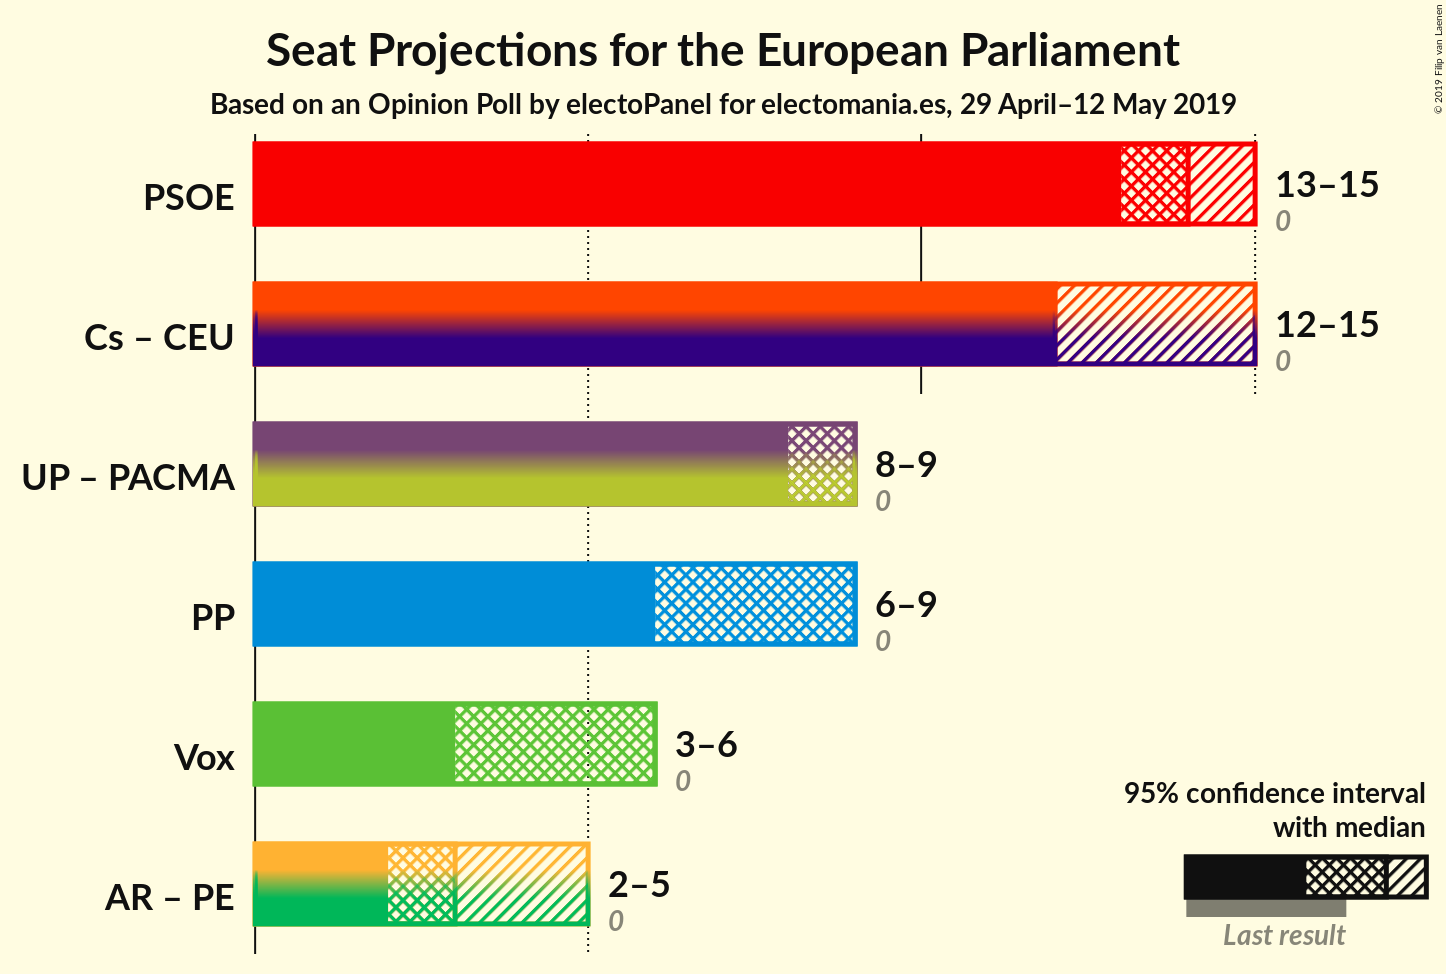 Seat Projections for the European Parliament
Based on an Opinion Poll by electoPanel for electomania.es, 29 April–12 May 2019
© 2019 Filip van Laenen
PSOE
13–15
0
Cs – CEU
12–15
0
UP – PACMA
8–9
0
PP
6–9
0
Vox
3–6
0
AR – PE
2–5
0
95% confidence interval
with median
Last result